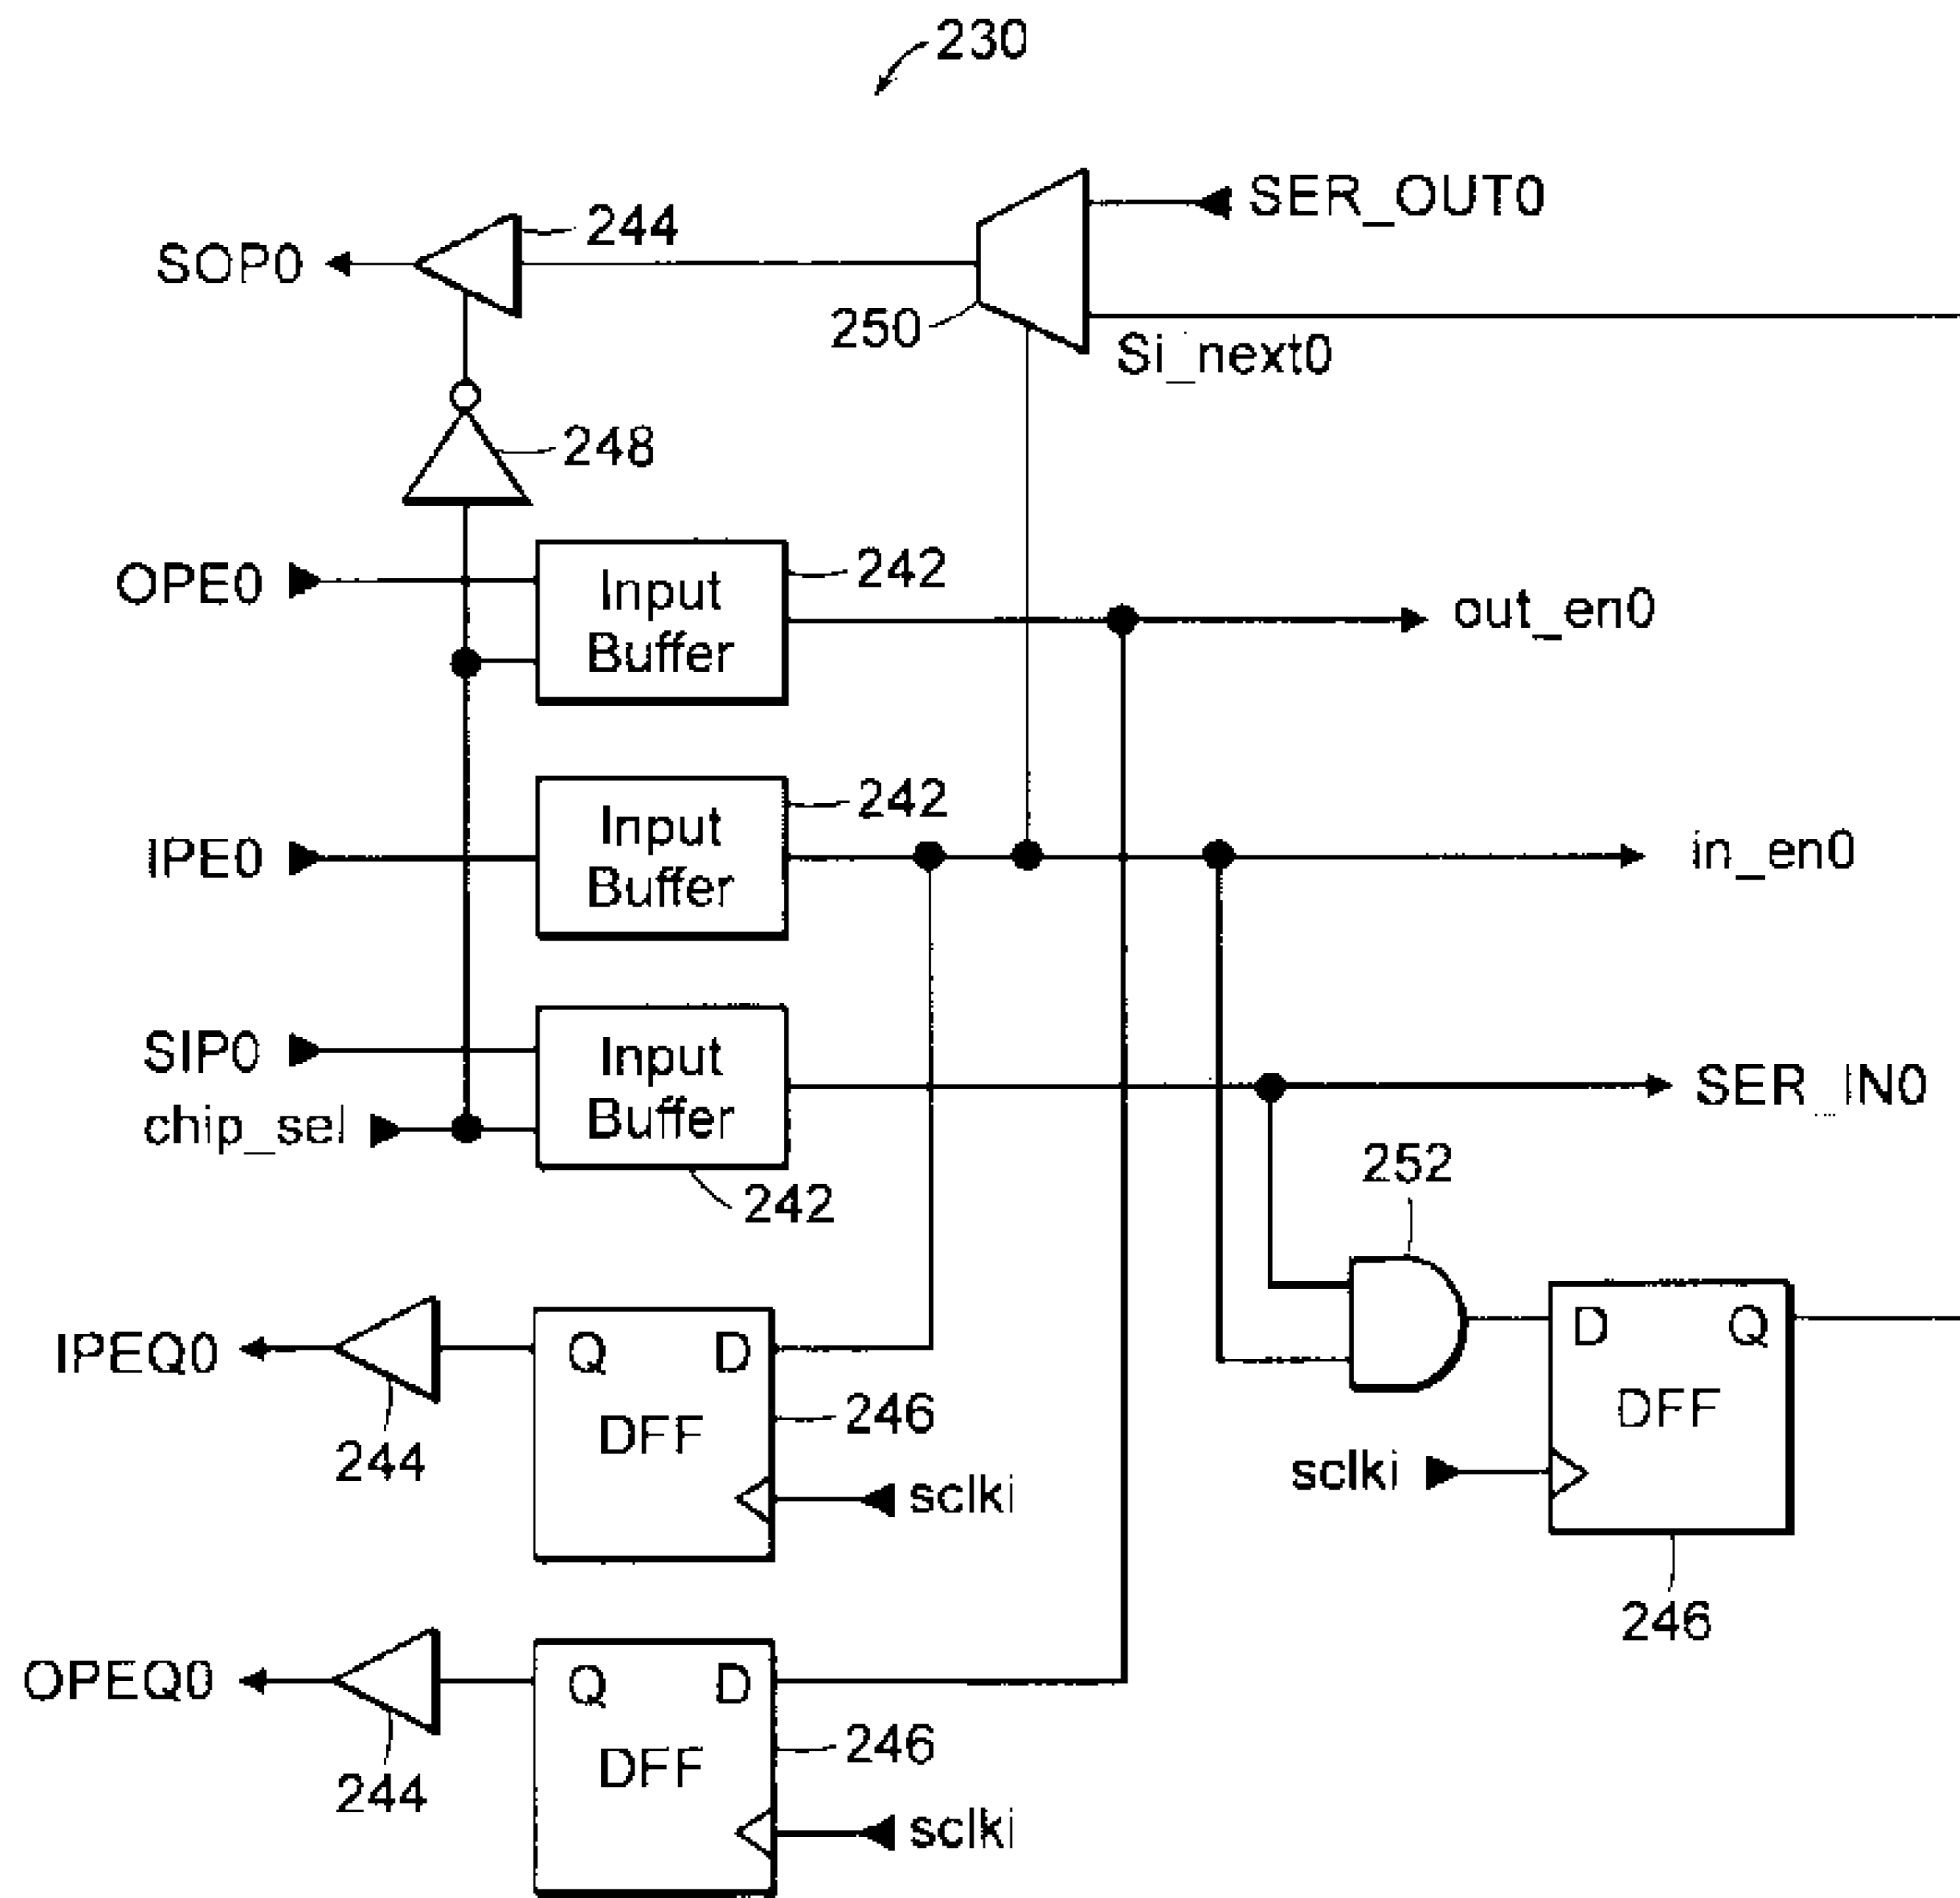 230
SER_OUT0
244
SOP0
250
Si_next0
248
OPE0
Input
Buffer
242
out_en0
IPE0
Input
Buffer
242
in_en0
SIP0
chip_sel
Input
Buffer
242
SER_IN0
252
IPEQ0
244
Q D
DFF
246
sclki
D Q
DFF
sclki
246
OPEQ0
244
Q D
DFF
246
sclki